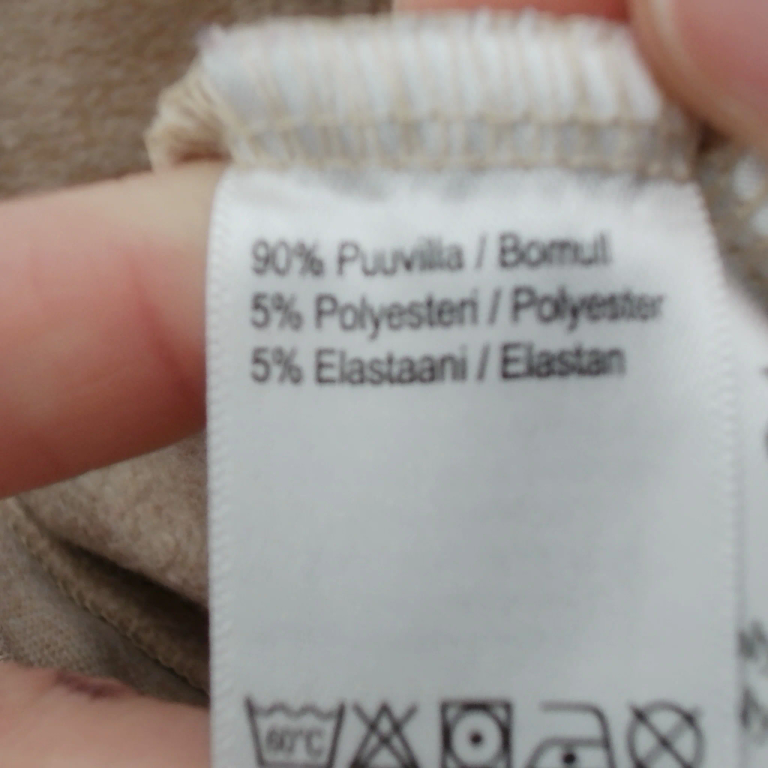 90% Puuvilla / Bomull
5% Polyesteri / Polyester
5% Elastaani / Elastan
60°C